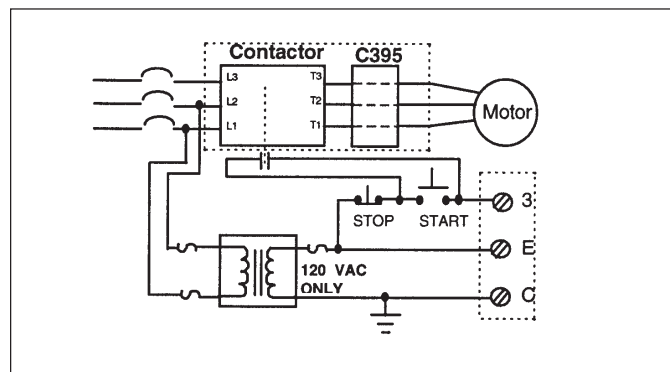 Contactor C395
L3 T3
L2 T2
L1 T1
Motor
STOP START
3
E
120 VAC
ONLY
C